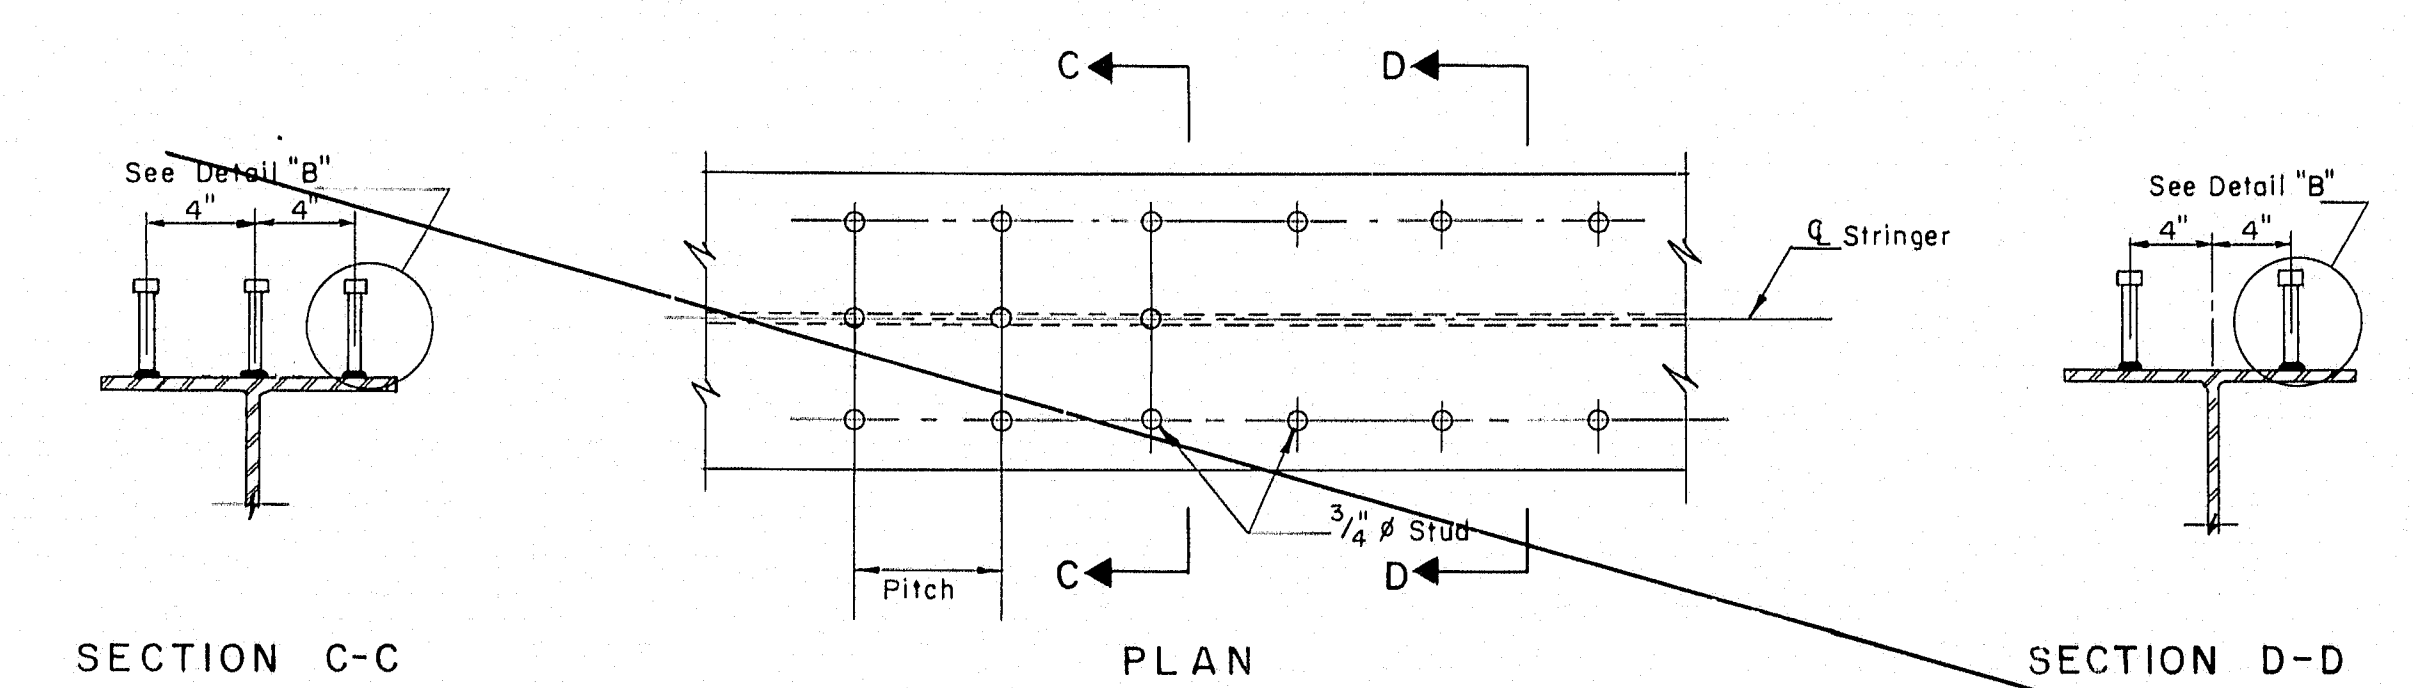 C D
See Detail "B"
4" 4"
See Detail "B"
4" 4"
℄ Stringer
3/4" ø Stud
C D
Pitch
SECTION C-C
PLAN
SECTION D-D